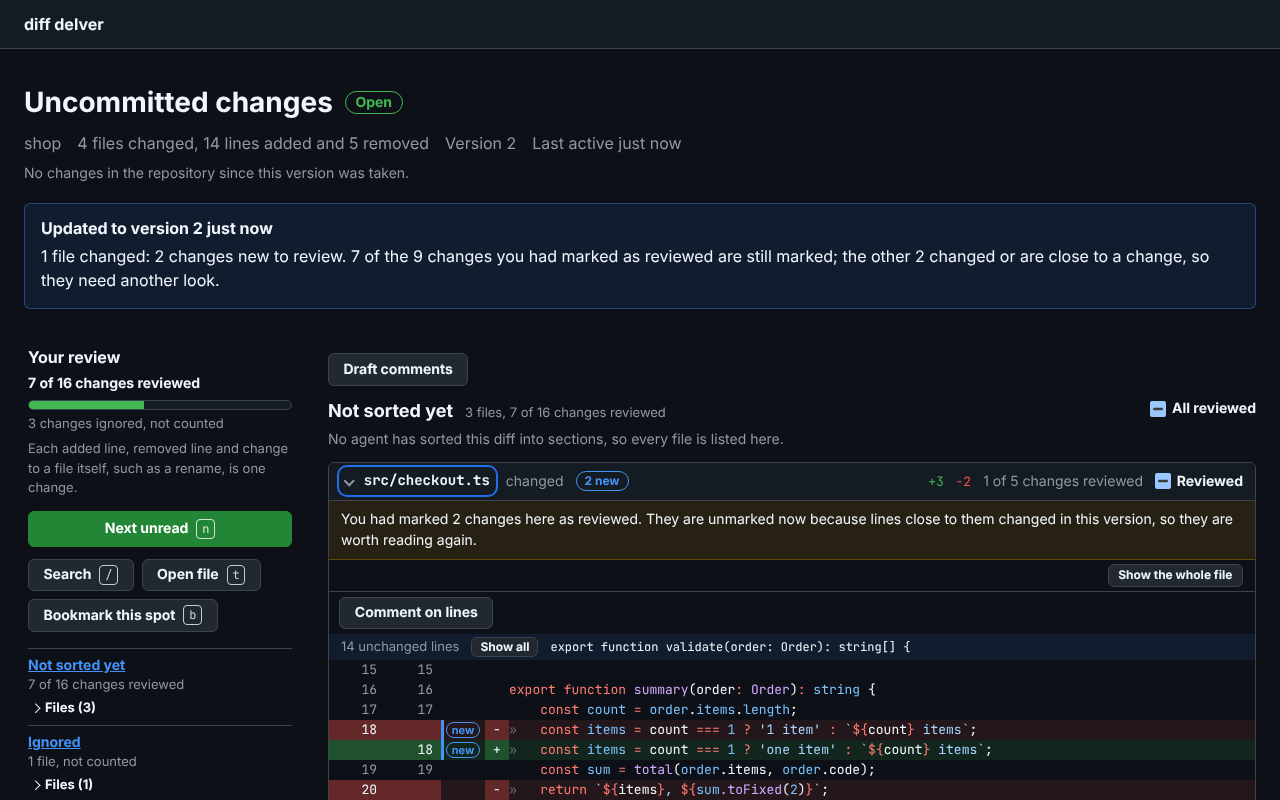 diff delver
Uncommitted changes Open
shop 4 files changed, 14 lines added and 5 removed Version 2 Last active just now
No changes in the repository since this version was taken.
Updated to version 2 just now
1 file changed: 2 changes new to review. 7 of the 9 changes you had marked as reviewed are still marked; the other 2 changed or are close to a change, so
they need another look.
Your review
7 of 16 changes reviewed
3 changes ignored, not counted
Each added line, removed line and change
to a file itself, such as a rename, is one
change.
Next unread n
Search /
Open file t
Bookmark this spot b
Not sorted yet
7 of 16 changes reviewed
Files (3)
Ignored
1 file, not counted
Files (1)
Draft comments
Not sorted yet 3 files, 7 of 16 changes reviewed All reviewed
No agent has sorted this diff into sections, so every file is listed here.
src/checkout.ts changed 2 new +3 -2 1 of 5 changes reviewed Reviewed
You had marked 2 changes here as reviewed. They are unmarked now because lines close to them changed in this version, so they are
worth reading again.
Show the whole file
Comment on lines
14 unchanged lines Show all export function validate(order: Order): string[] {
15 15
16 16 export function summary(order: Order): string {
17 17 const count = order.items.length;
18 new - » const items = count === 1 ? '1 item' : `${count} items`;
18 new + » const items = count === 1 ? 'one item' : `${count} items`;
19 19 const sum = total(order.items, order.code);
20 - » return `${items}, ${sum.toFixed(2)}`;